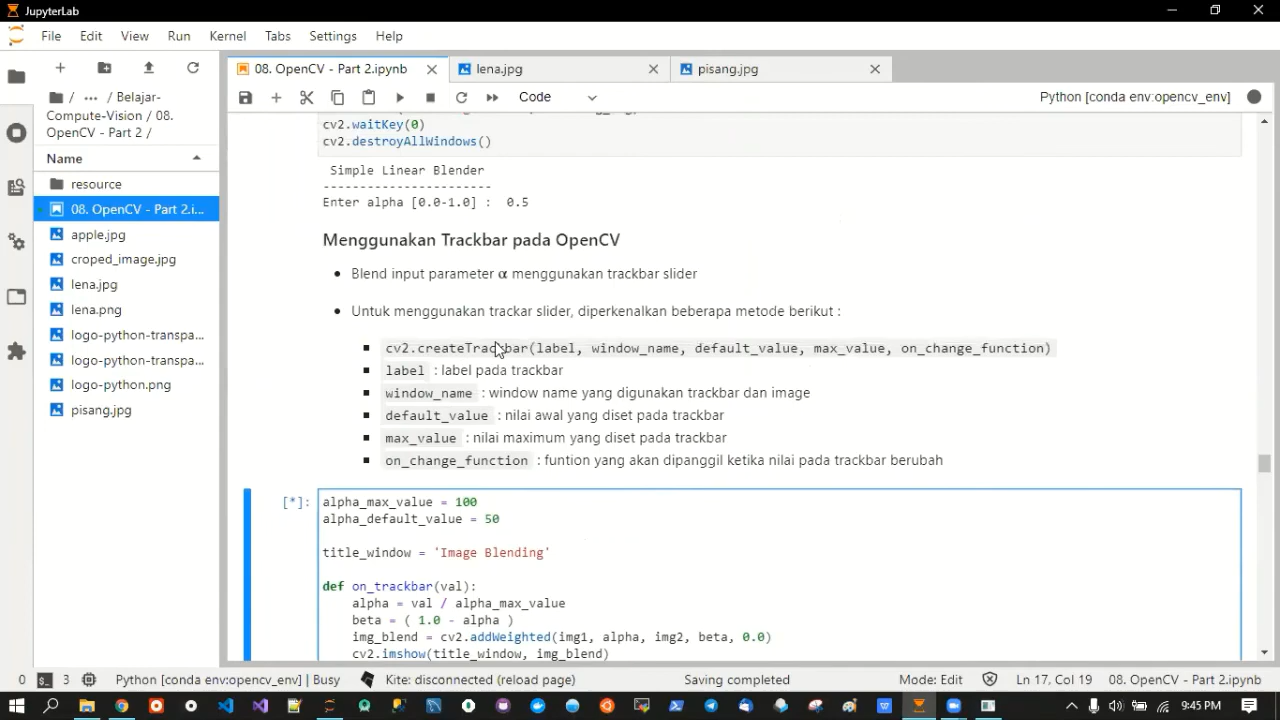 JupyterLab
File Edit View Run Kernel Tabs Settings Help
08. OpenCV - Part 2.ipynb
lena.jpg
pisang.jpg
Code
Python [conda env:opencv_env]
/ ··· / Belajar-
Compute-Vision / 08.
OpenCV - Part 2 /
Name
resource
08. OpenCV - Part 2.i...
apple.jpg
croped_image.jpg
lena.jpg
lena.png
logo-python-transpa...
logo-python-transpa...
logo-python.png
pisang.jpg
cv2.waitKey(0)
cv2.destroyAllWindows()
Simple Linear Blender
-----------------------
Enter alpha [0.0-1.0] : 0.5
Menggunakan Trackbar pada OpenCV
Blend input parameter α menggunakan trackbar slider
Untuk menggunakan trackar slider, diperkenalkan beberapa metode berikut :
cv2.createTrackbar(label, window_name, default_value, max_value, on_change_function)
label : label pada trackbar
window_name : window name yang digunakan trackbar dan image
default_value : nilai awal yang diset pada trackbar
max_value : nilai maximum yang diset pada trackbar
on_change_function : funtion yang akan dipanggil ketika nilai pada trackbar berubah
[*]:
alpha_max_value = 100
alpha_default_value = 50
title_window = 'Image Blending'
def on_trackbar(val):
alpha = val / alpha_max_value
beta = ( 1.0 - alpha )
img_blend = cv2.addWeighted(img1, alpha, img2, beta, 0.0)
cv2.imshow(title_window, img_blend)
0 3 Python [conda env:opencv_env] | Busy Kite: disconnected (reload page) Saving completed Mode: Edit Ln 17, Col 19 08. OpenCV - Part 2.ipynb
9:45 PM